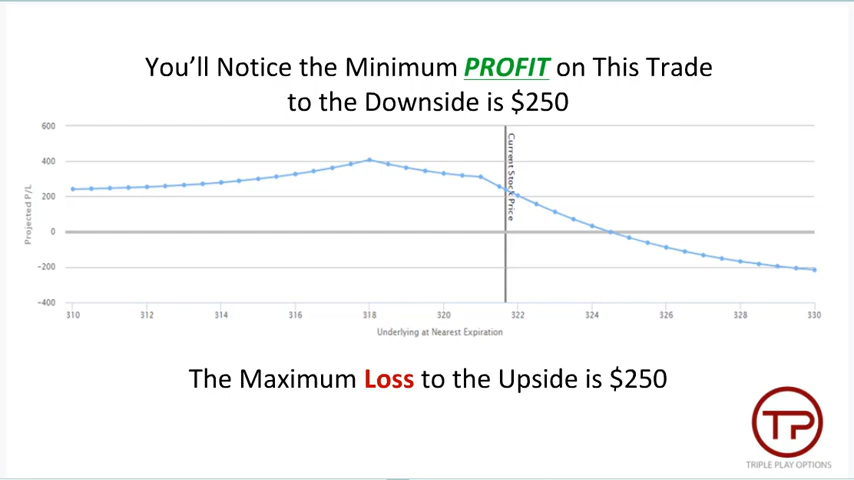 You’ll Notice the Minimum PROFIT on This Trade
to the Downside is $250
600
400
200
0
-200
-400
Projected P/L
Current Stock Price
310
312
314
316
318
320
322
324
326
328
330
Underlying at Nearest Expiration
The Maximum Loss to the Upside is $250
TP
TRIPLE PLAY OPTIONS